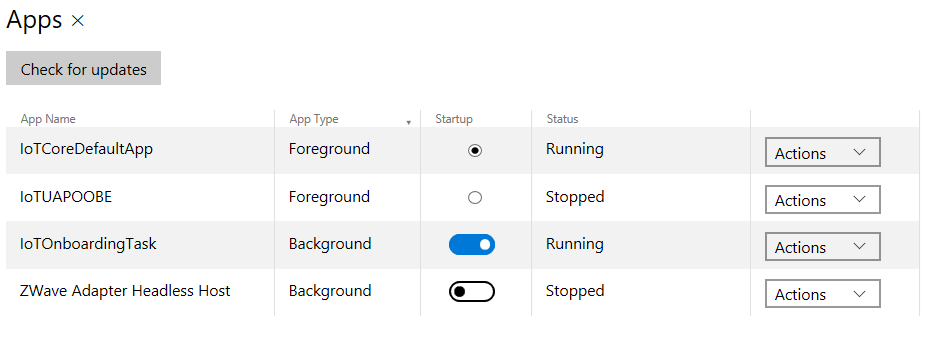 Apps
Check for updates
App Name App Type Startup Status
IoTCoreDefaultApp Foreground Running Actions
IoTUAPOOBE Foreground Stopped Actions
IoTOnboardingTask Background Running Actions
ZWave Adapter Headless Host Background Stopped Actions